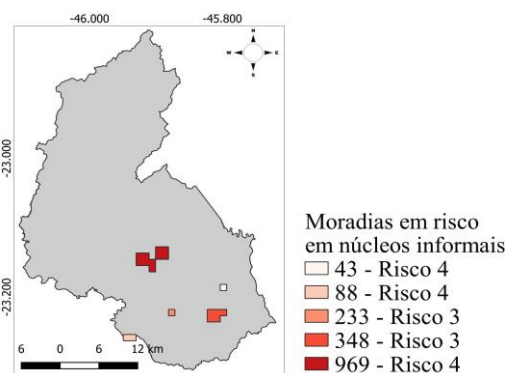 -46.000
-45.800
N
W
E
S
-23.000
-23.200
6 0 6 12 km
Moradias em risco
em núcleos informais
43 - Risco 4
88 - Risco 4
233 - Risco 3
348 - Risco 3
969 - Risco 4